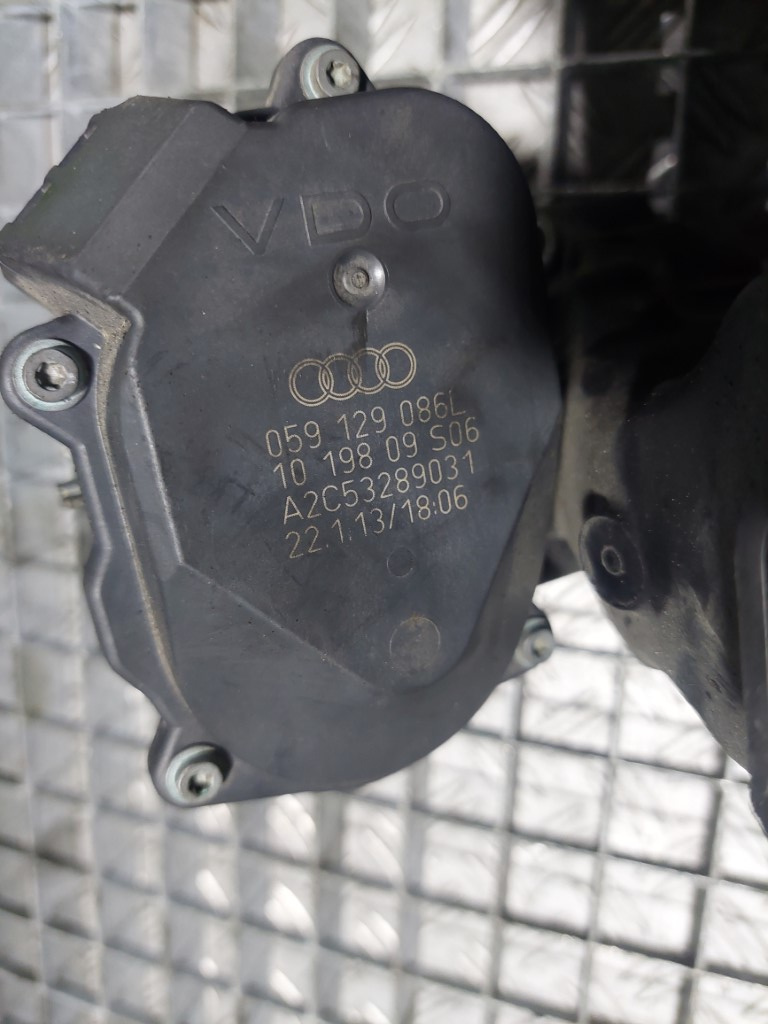 VDO
059 129 086L
10 198 09 S06
A2C53289031
22.1.13/18:06